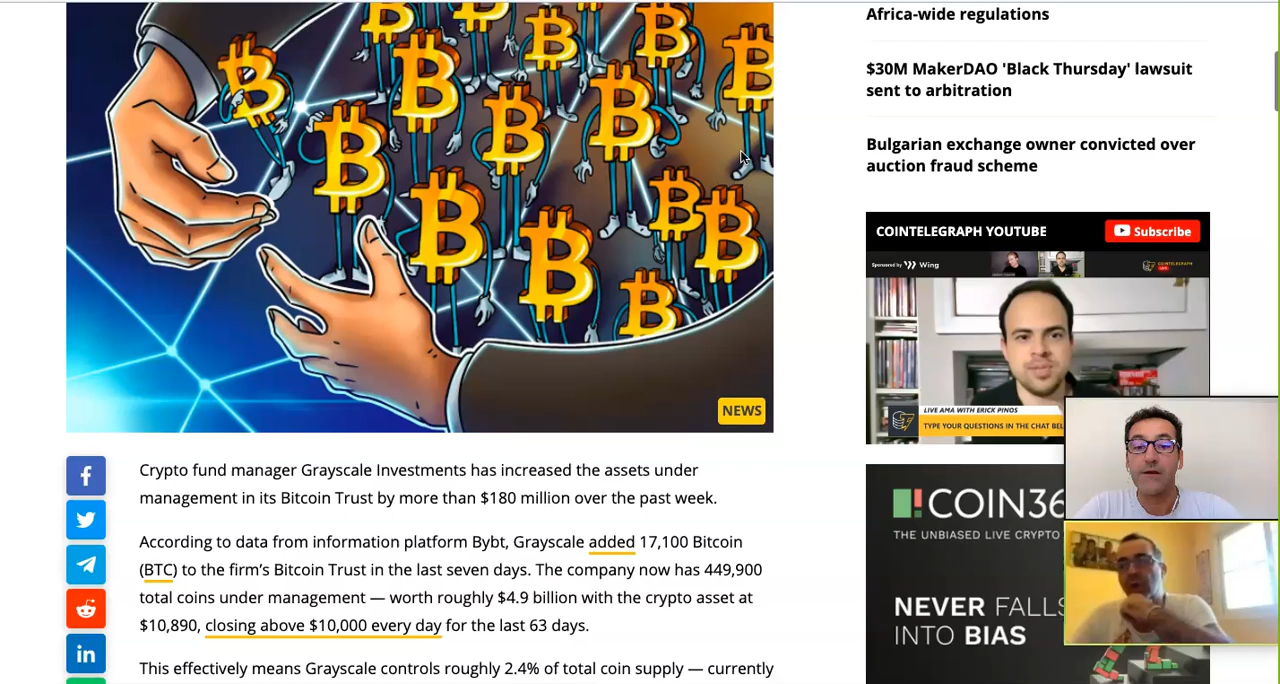 NEWS
Crypto fund manager Grayscale Investments has increased the assets under
management in its Bitcoin Trust by more than $180 million over the past week.
According to data from information platform Bybt, Grayscale added 17,100 Bitcoin
(BTC) to the firm’s Bitcoin Trust in the last seven days. The company now has 449,900
total coins under management — worth roughly $4.9 billion with the crypto asset at
$10,890, closing above $10,000 every day for the last 63 days.
This effectively means Grayscale controls roughly 2.4% of total coin supply — currently
Africa-wide regulations
$30M MakerDAO 'Black Thursday' lawsuit
sent to arbitration
Bulgarian exchange owner convicted over
auction fraud scheme
COINTELEGRAPH YOUTUBE
Subscribe
Sponsored by Wing
COINTELEGRAPH
LIVE
LIVE AMA WITH ERICK PINOS
TYPE YOUR QUESTIONS IN THE CHAT BEL
COIN36
THE UNBIASED LIVE CRYPTO
NEVER FALLS
INTO BIAS